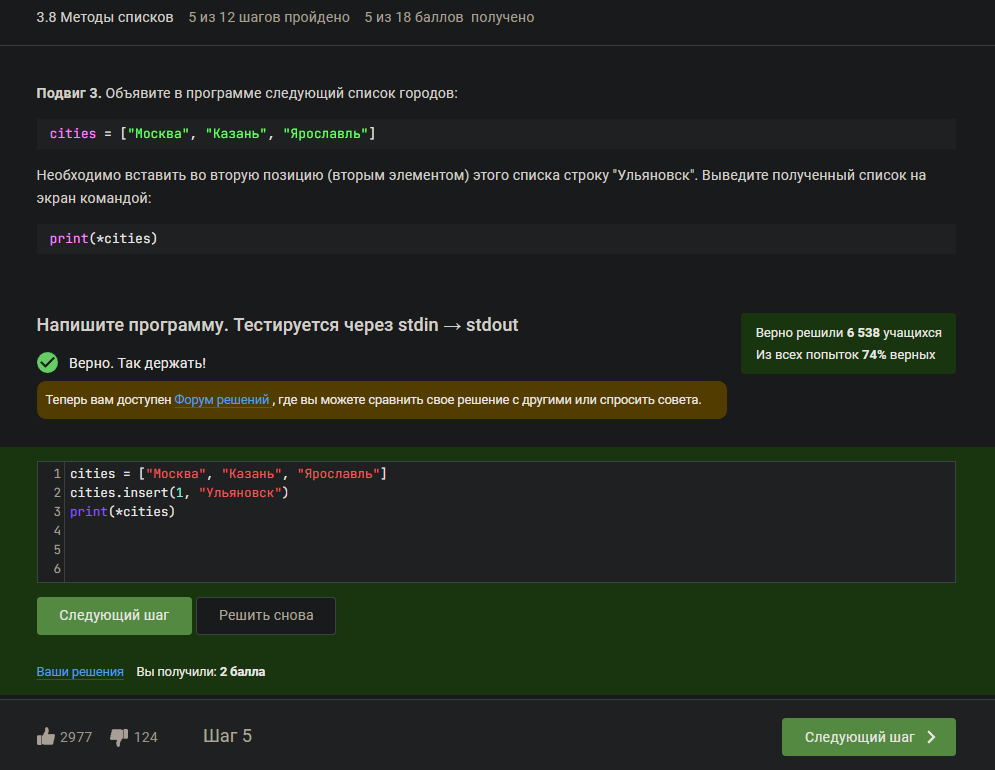 3.8 Методы списков 5 из 12 шагов пройдено 5 из 18 баллов получено
Подвиг 3. Объявите в программе следующий список городов:
cities = ["Москва", "Казань", "Ярославль"]
Необходимо вставить во вторую позицию (вторым элементом) этого списка строку "Ульяновск". Выведите полученный список на
экран командой:
print(*cities)
Напишите программу. Тестируется через stdin → stdout
Верно решили 6 538 учащихся
Из всех попыток 74% верных
Верно. Так держать!
Теперь вам доступен Форум решений, где вы можете сравнить свое решение с другими или спросить совета.
1 cities = ["Москва", "Казань", "Ярославль"]
2 cities.insert(1, "Ульяновск")
3 print(*cities)
4
5
6
Следующий шаг Решить снова
Ваши решения Вы получили: 2 балла
2977 124 Шаг 5 Следующий шаг